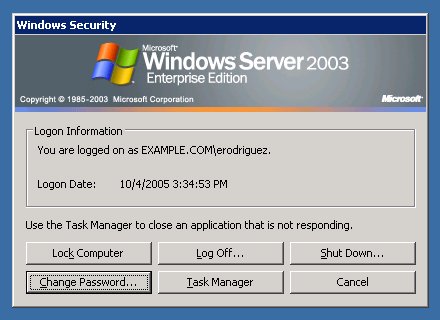 Windows Security
Microsoft®
Windows Server 2003
Enterprise Edition
Copyright © 1985-2003 Microsoft Corporation
Microsoft®
Logon Information
You are logged on as EXAMPLE.COM\erodriguez.
Logon Date: 10/4/2005 3:34:53 PM
Use the Task Manager to close an application that is not responding.
Lock Computer Log Off... Shut Down...
Change Password... Task Manager Cancel